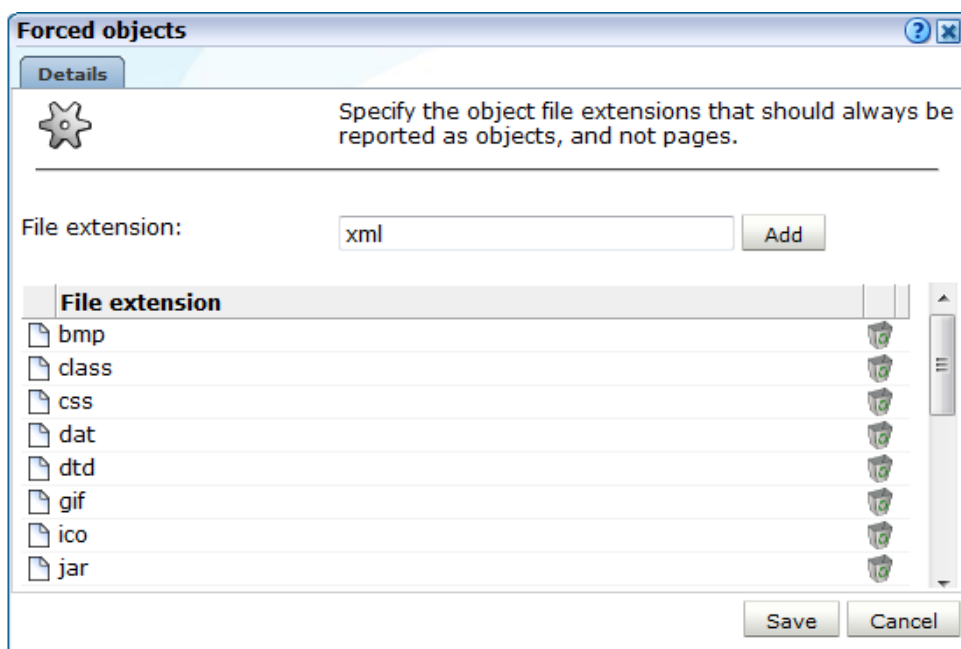 Forced objects
Details
Specify the object file extensions that should always be
reported as objects, and not pages.
File extension:
xml
Add
File extension
bmp
class
css
dat
dtd
gif
ico
jar
Save
Cancel